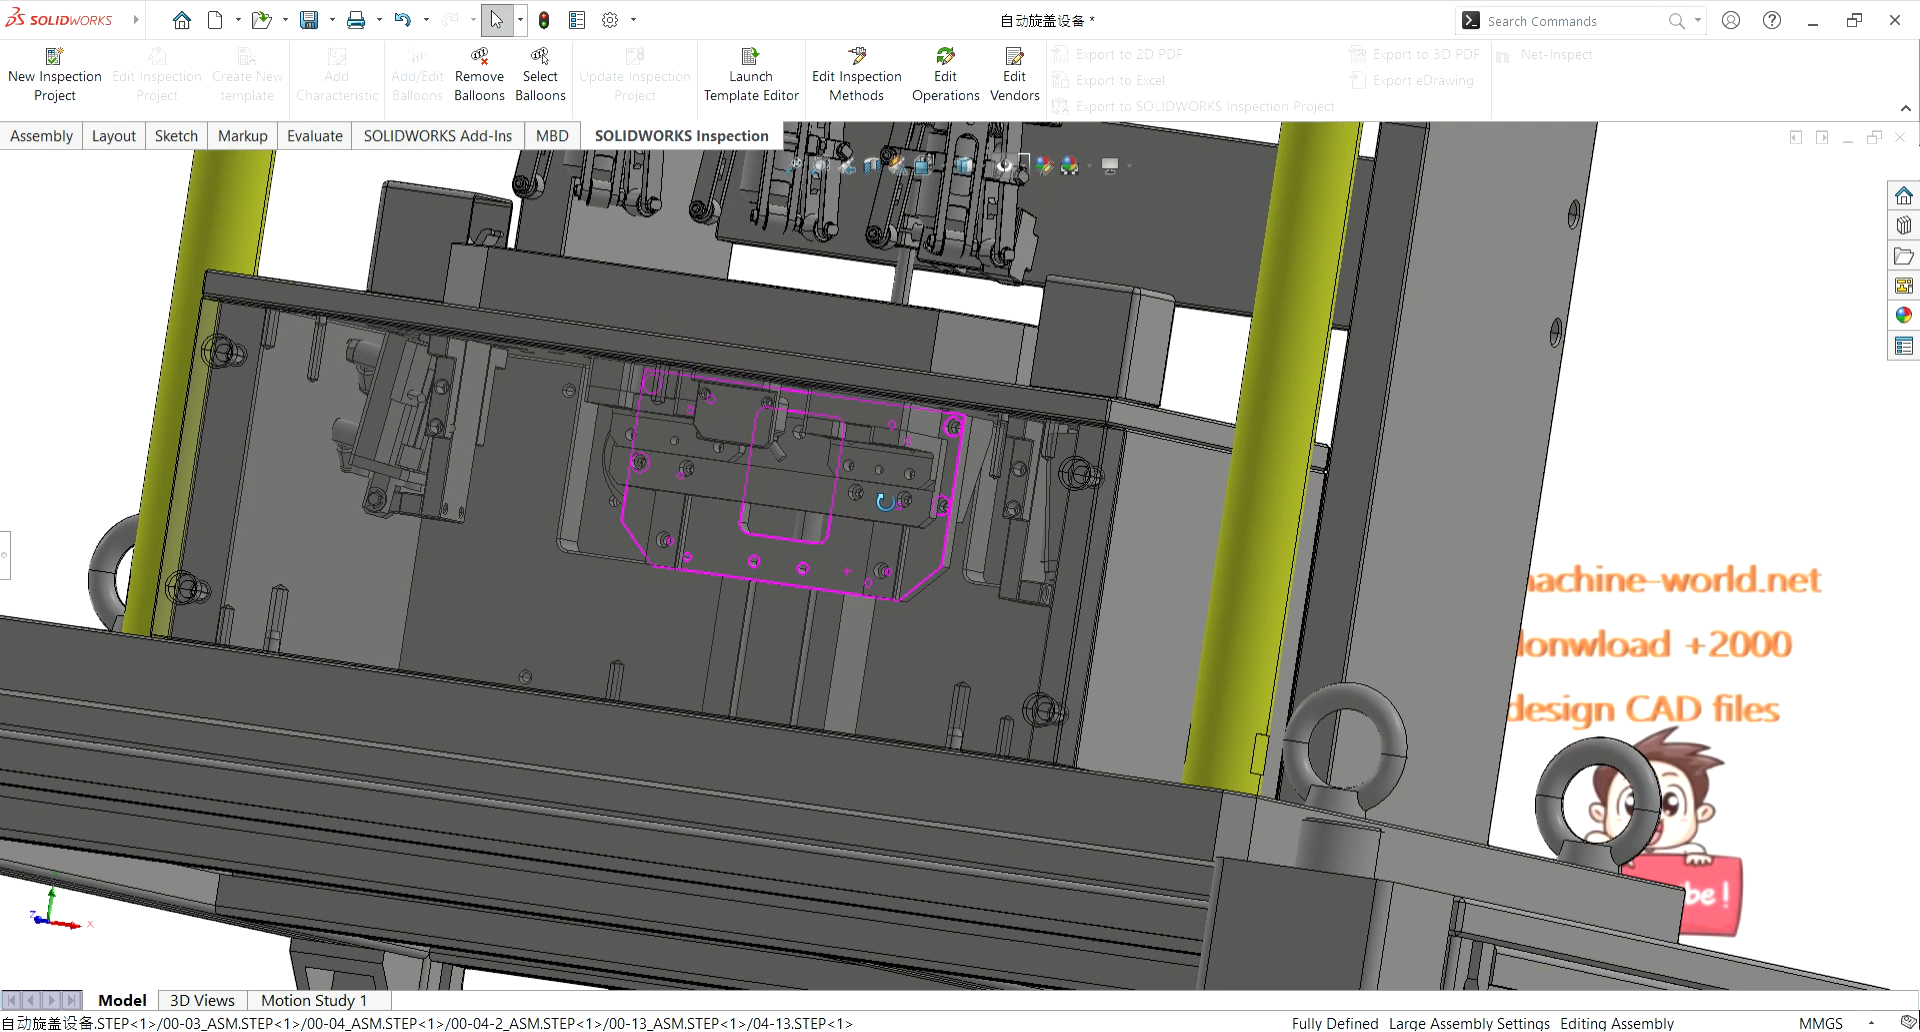 SOLIDWORKS
自动旋盖设备 *
Search Commands
New Inspection Project
Edit Inspection Project
Create New template
Add Characteristic
Add/Edit Balloons
Remove Balloons
Select Balloons
Update Inspection Project
Launch Template Editor
Edit Inspection Methods
Edit Operations
Edit Vendors
Export to 2D PDF
Export to Excel
Export to SOLIDWORKS Inspection Project
Export to 3D PDF
Export eDrawing
Net-Inspect
Assembly
Layout
Sketch
Markup
Evaluate
SOLIDWORKS Add-Ins
MBD
SOLIDWORKS Inspection
achine-world.net
onwload +2000
design CAD files
be !
Z
X
Model
3D Views
Motion Study 1
自动旋盖设备.STEP<1>/00-03_ASM.STEP<1>/00-04_ASM.STEP<1>/00-04-2_ASM.STEP<1>/00-13_ASM.STEP<1>/04-13.STEP<1>
Fully Defined
Large Assembly Settings
Editing Assembly
MMGS